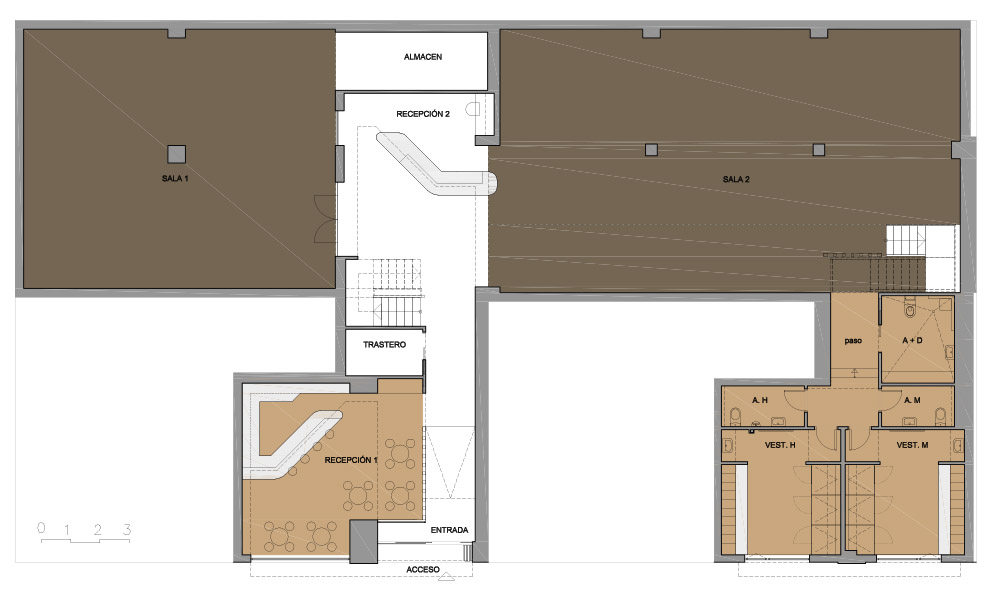 ALMACEN
RECEPCIÓN 2
SALA 1
SALA 2
TRASTERO
paso
A + D
A. H
A. M
VEST. H
VEST. M
RECEPCIÓN 1
0 1 2 3
ENTRADA
ACCESO